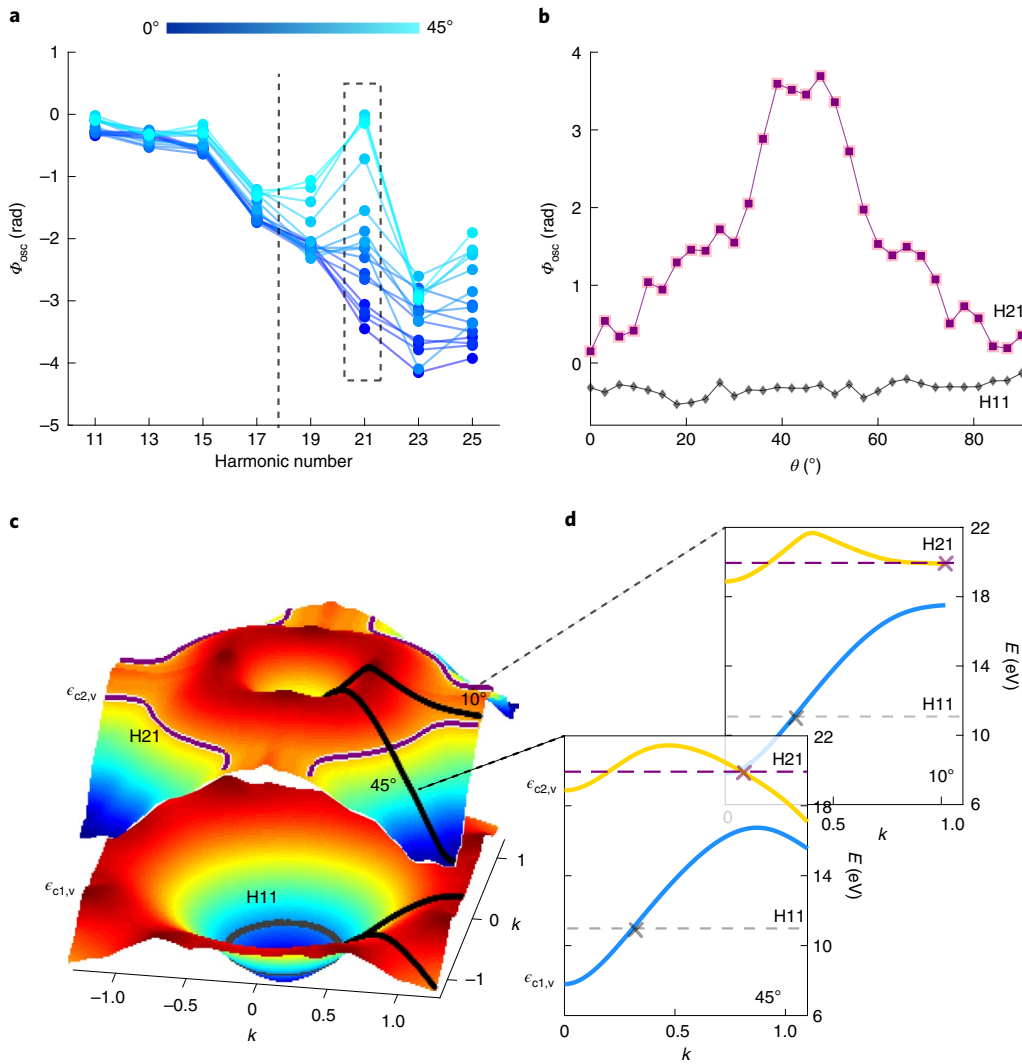 a
0°
45°
1
0
−1
−2
−3
−4
−5
Φosc (rad)
11 13 15 17 19 21 23 25
Harmonic number
b
4
3
2
1
0
Φosc (rad)
H21
H11
0 20 40 60 80
θ (°)
c
ϵc2,v
H21
10°
45°
ϵc1,v
H11
1
0
−1
k
−1.0 −0.5 0 0.5 1.0
k
d
22
18
14
10
6
E (eV)
H21
H11
10°
0 0.5 1.0
k
22
18
14
10
6
E (eV)
H21
ϵc2,v
H11
ϵc1,v
45°
0 0.5 1.0
k